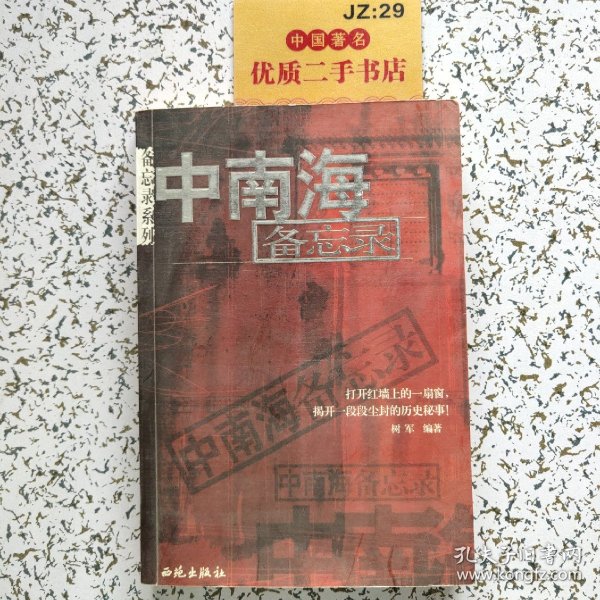 JZ:29
中国著名
优质二手书店
备忘录系列
中南海
备忘录
中南海备忘录
打开红墙上的一扇窗,
揭开一段段尘封的历史秘事!
树军 编著
中南海备忘录
中南海
西苑出版社
孔夫子旧书网
www.kongfz.com